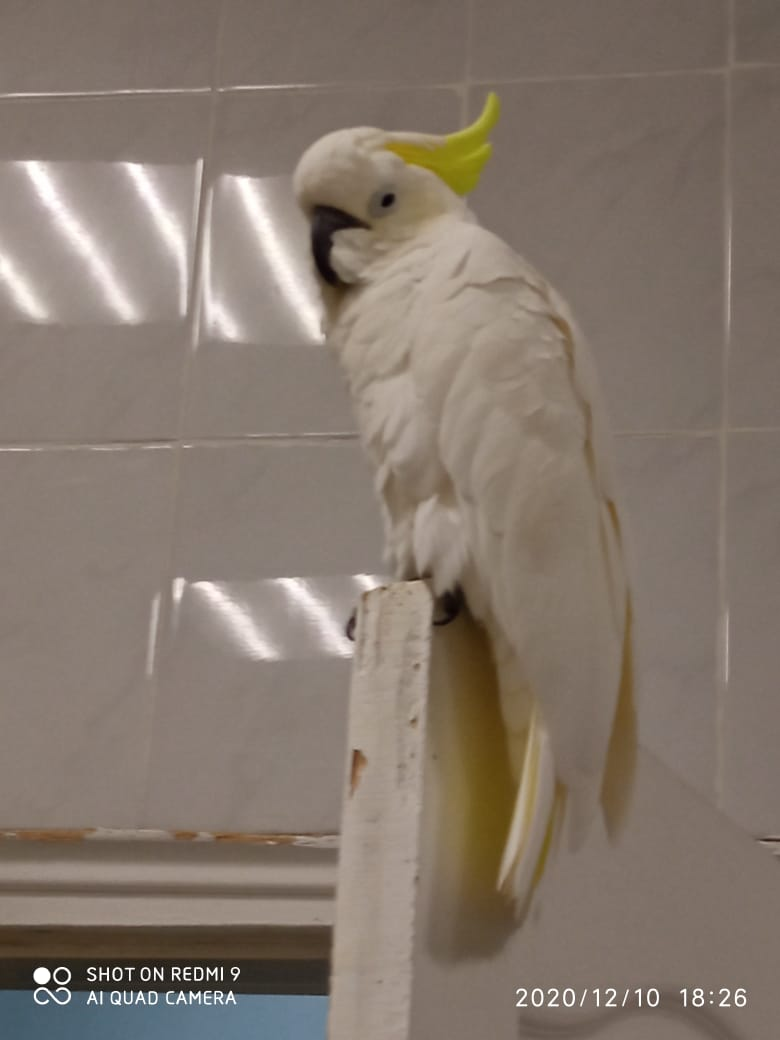 SHOT ON REDMI 9
AI QUAD CAMERA
2020/12/10 18:26